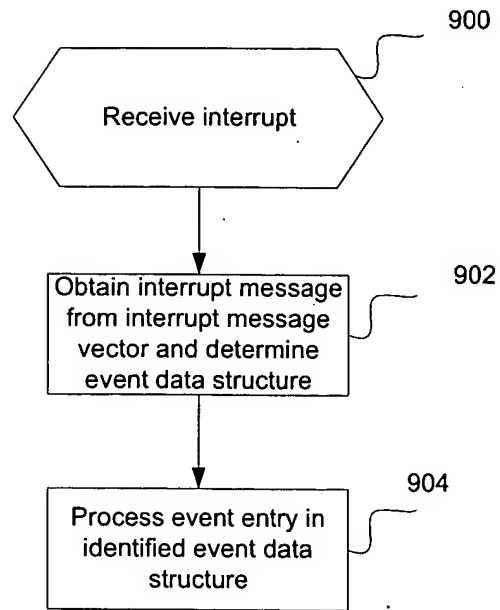 900
Receive interrupt
902
Obtain interrupt message
from interrupt message
vector and determine
event data structure
904
Process event entry in
identified event data
structure